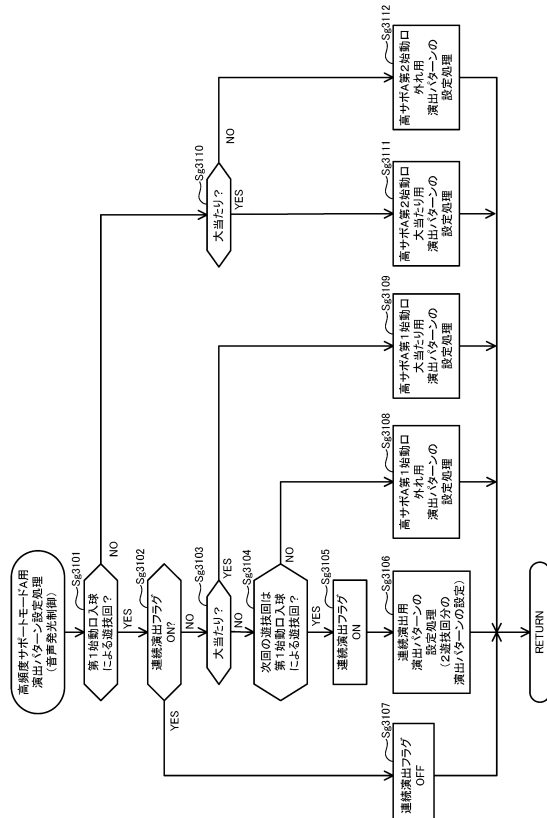 高頻度サポートモードA用
演出パターン設定処理
(音声発光制御)
Sg3101
第1始動口入球
による遊技回?
NO
YES
Sg3102
連続演出フラグ
ON?
YES
NO
Sg3103
大当たり?
YES
NO
Sg3104
次回の遊技回は
第1始動口入球
による遊技回?
NO
YES
Sg3105
連続演出フラグ
ON
Sg3106
連続演出用
演出パターンの
設定処理
(2遊技回分の
演出パターンの設定)
Sg3107
連続演出フラグ
OFF
Sg3108
高サポA第1始動口
外れ用
演出パターンの
設定処理
Sg3109
高サポA第1始動口
大当たり用
演出パターンの
設定処理
Sg3110
大当たり?
NO
YES
Sg3111
高サポA第2始動口
大当たり用
演出パターンの
設定処理
Sg3112
高サポA第2始動口
外れ用
演出パターンの
設定処理
RETURN